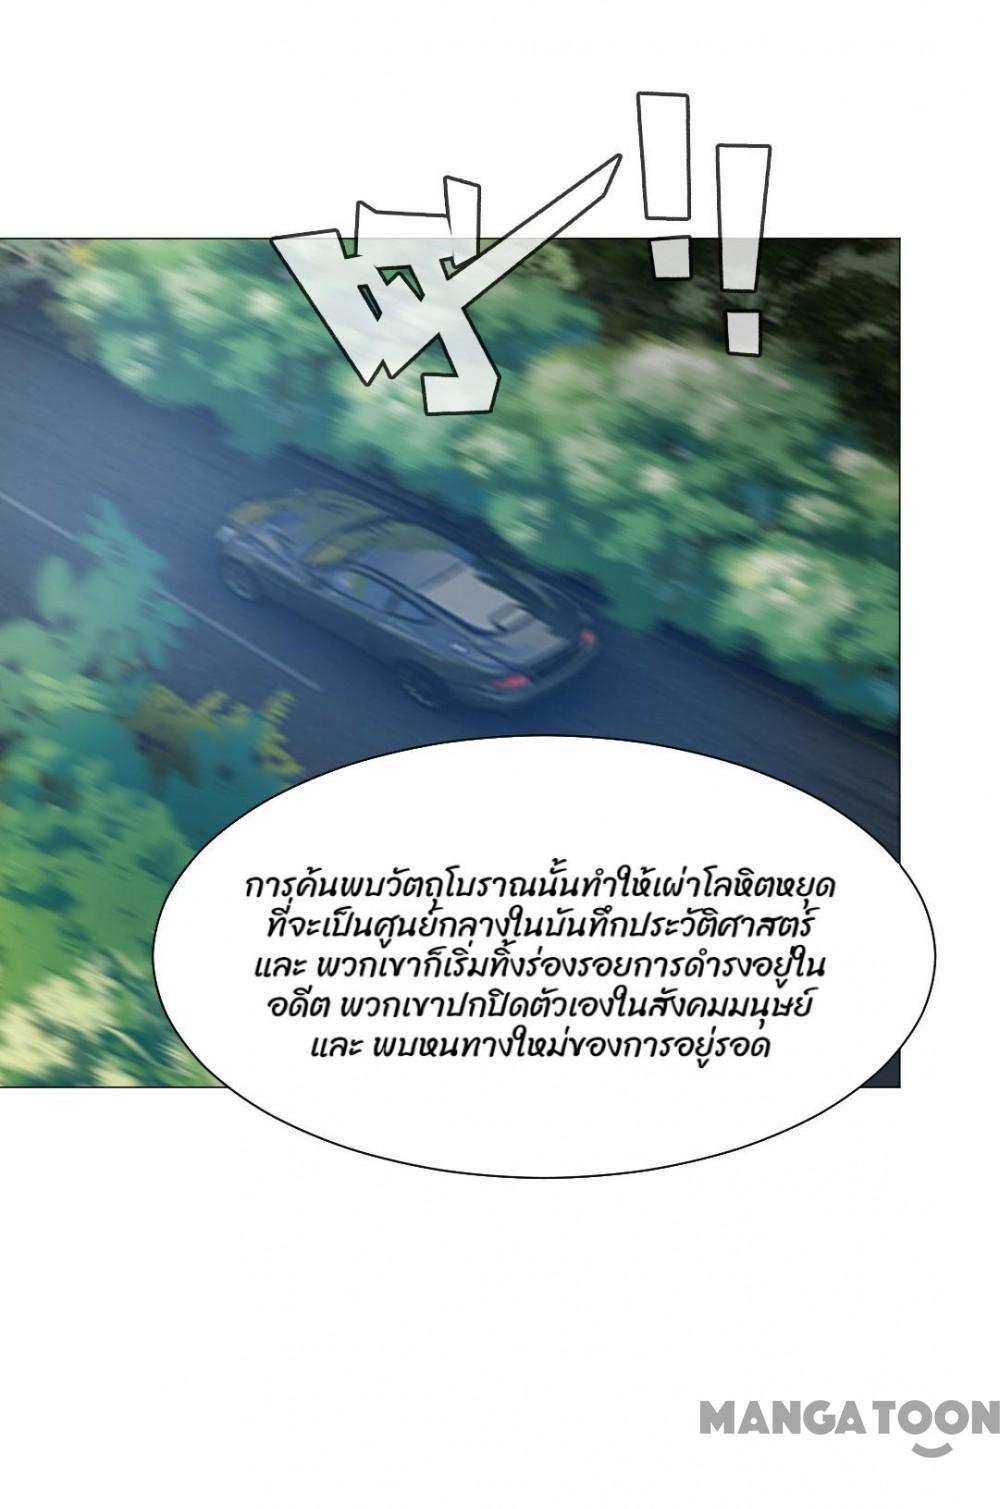 !!
การค้นพบวัตถุโบราณนั้นทำให้เผ่าโลหิตหยุด
ที่จะเป็นศูนย์กลางในบันทึกประวัติศาสตร์
และ พวกเขาก็เริ่มทิ้งร่องรอยการดำรงอยู่ใน
อดีต พวกเขาปกปิดตัวเองในสังคมมนุษย์
และ พบหนทางใหม่ของการอยู่รอด
MANGATOON